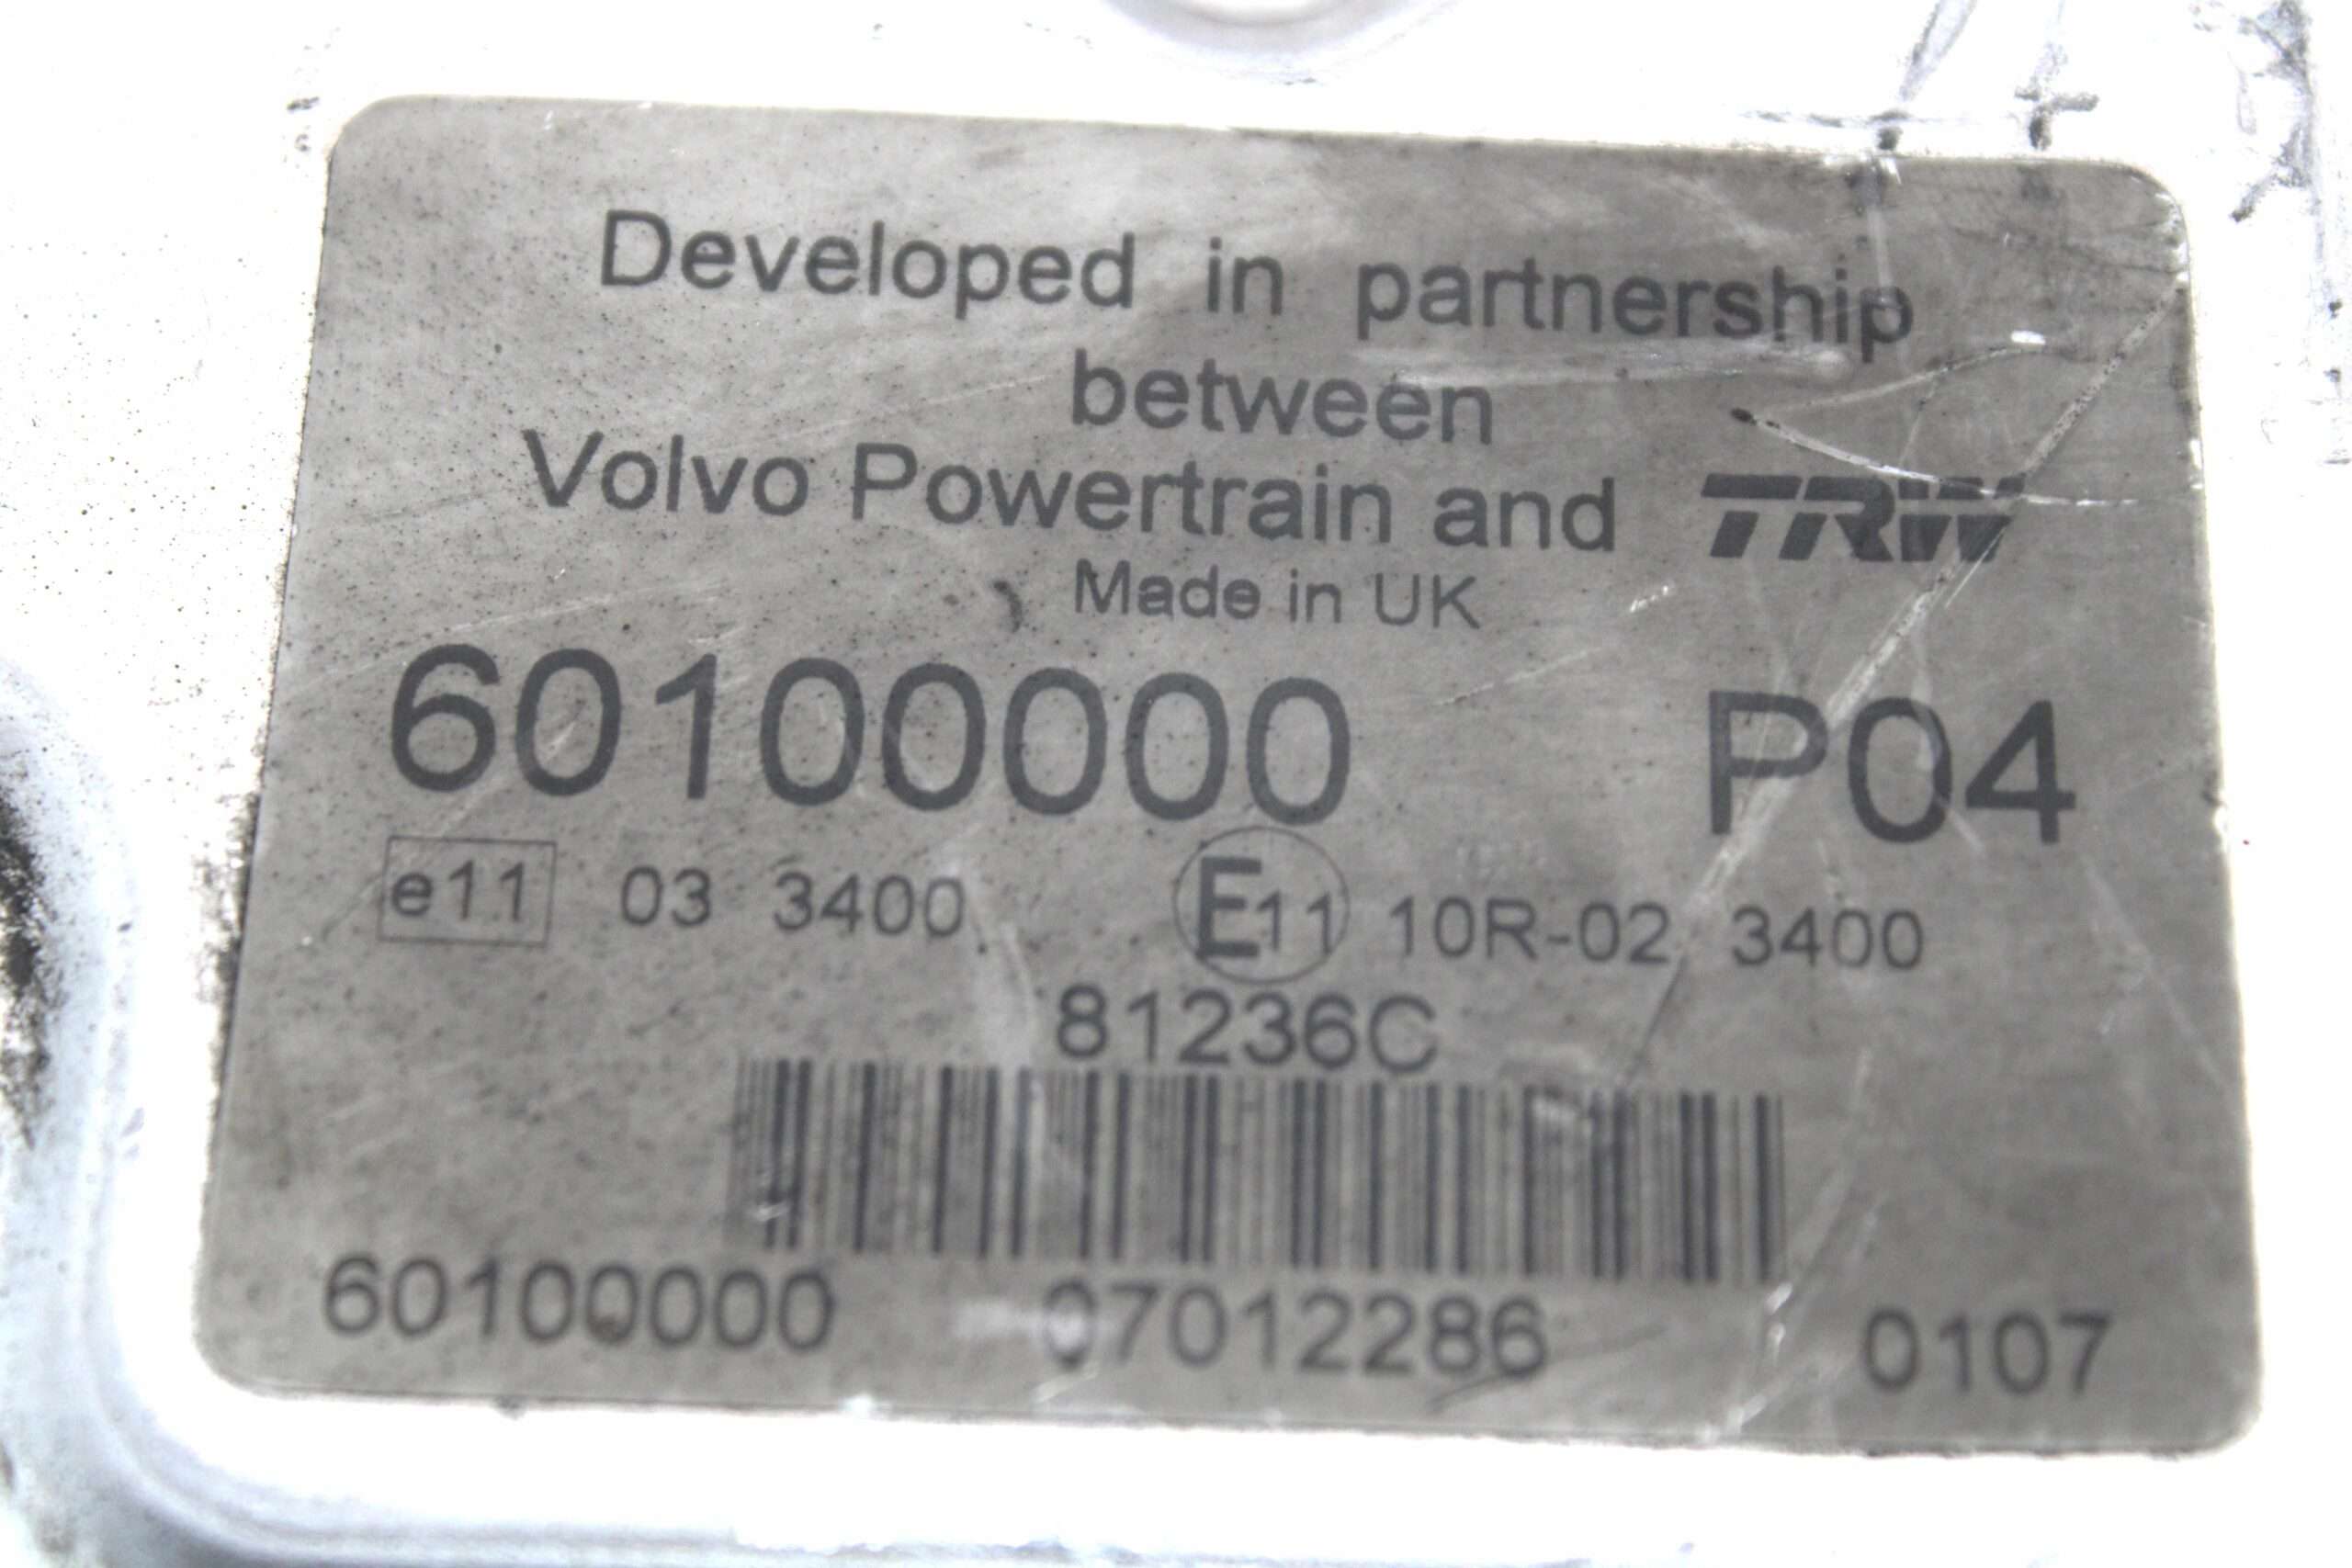 Developed in partnership
between
Volvo Powertrain and TRW
Made in UK
60100000 P04
e11 03 3400 E11 10R-02 3400
81236C
60100000 07012286 0107